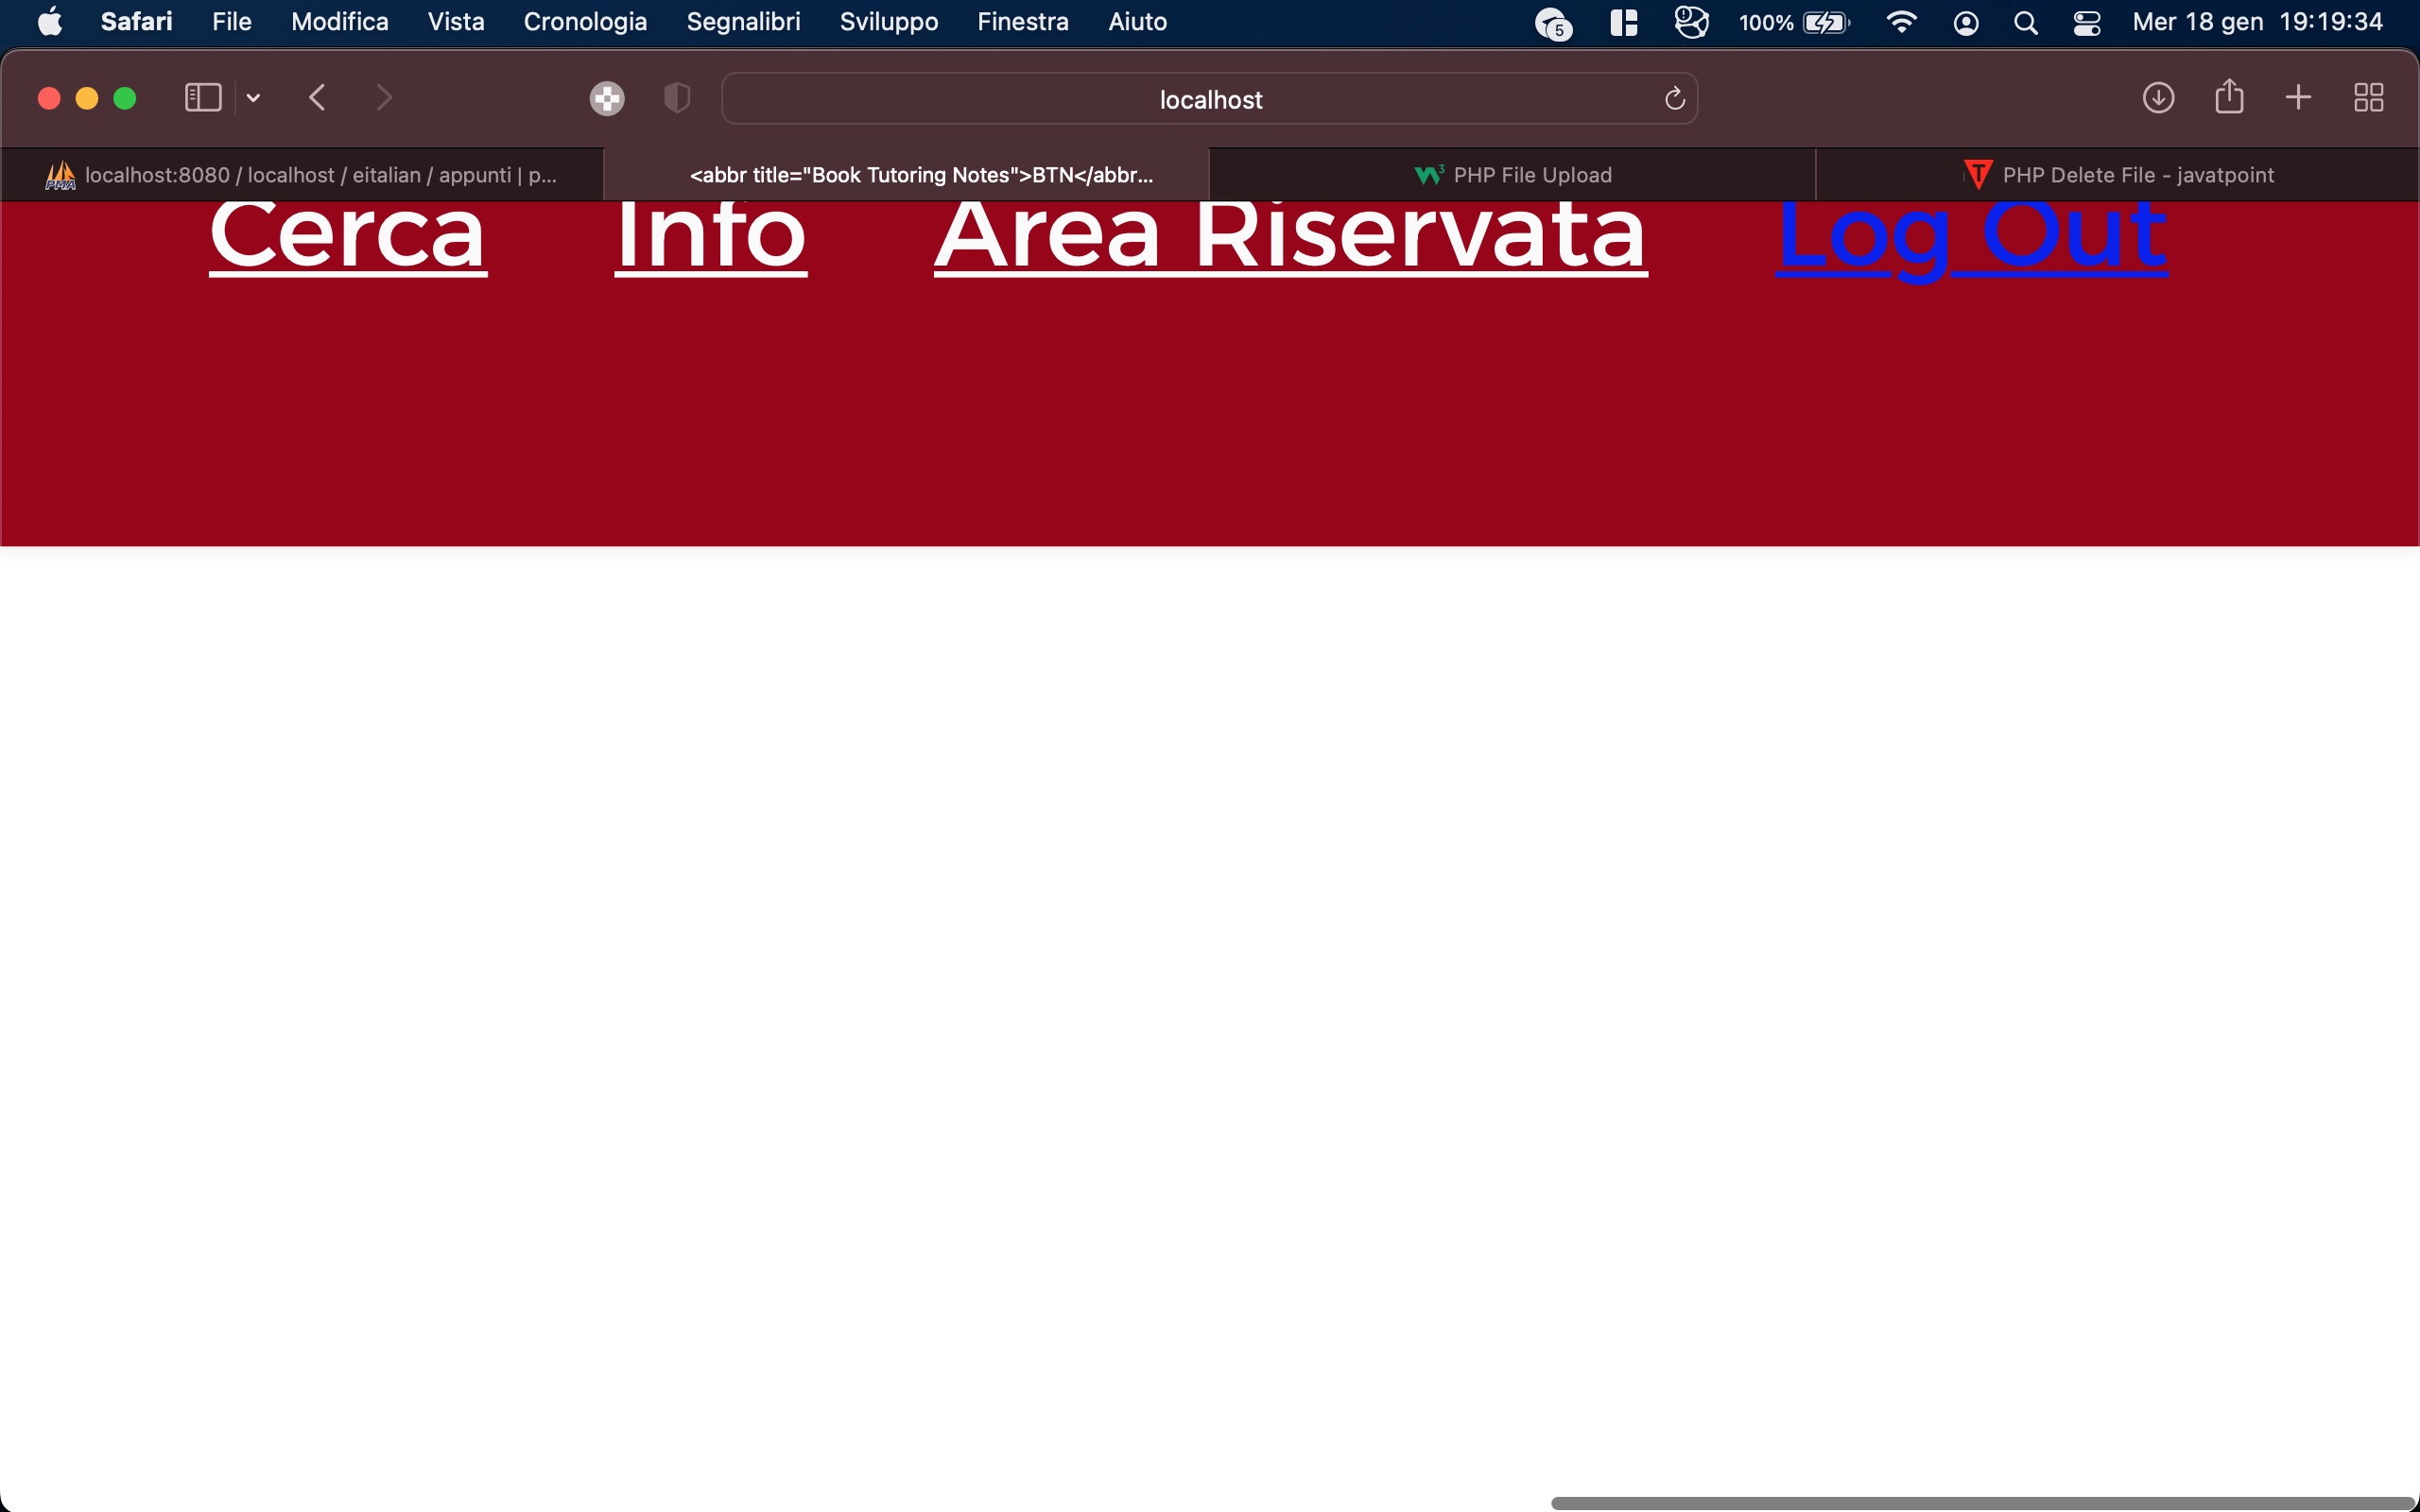 Safari File Modifica Vista Cronologia Segnalibri Sviluppo Finestra Aiuto 5 100% Mer 18 gen 19:19:34
localhost
PMA localhost:8080 / localhost / eitalian / appunti | p... <abbr title="Book Tutoring Notes">BTN</abbr... W3 PHP File Upload T PHP Delete File - javatpoint
Cerca Info Area Riservata Log Out